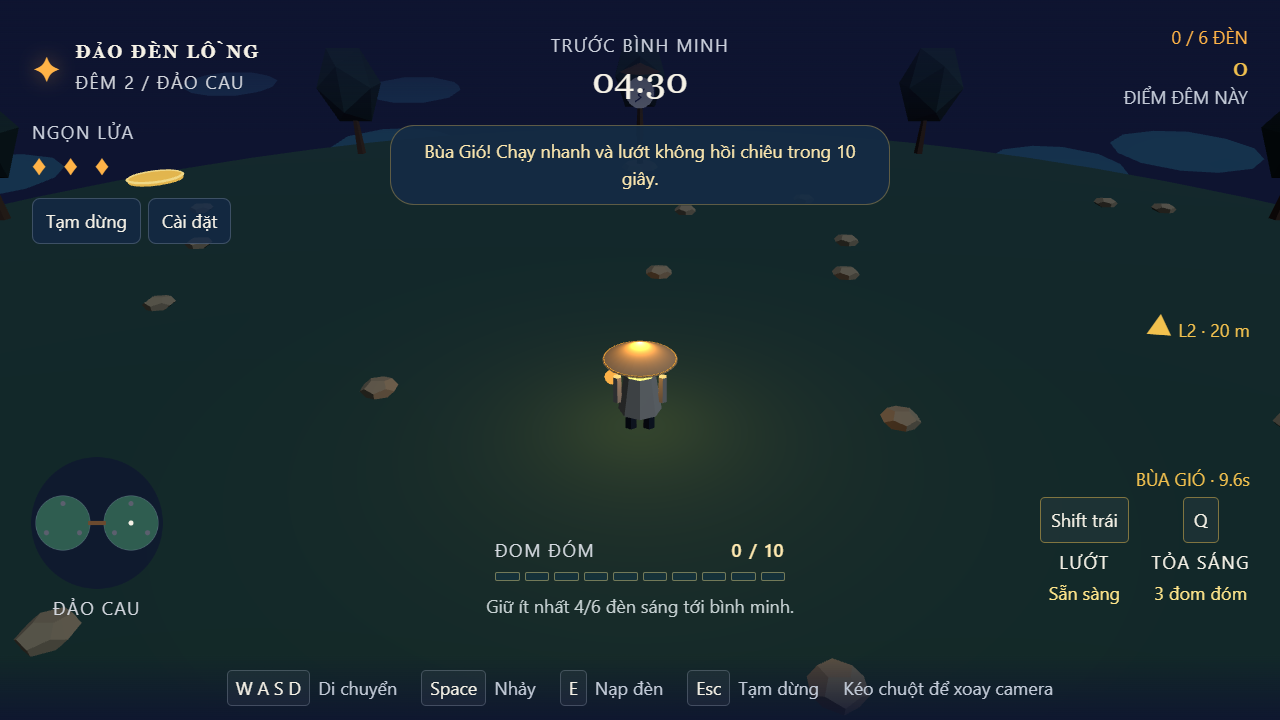 ĐẢO ĐÈN LỒNG
ĐÊM 2 / ĐẢO CAU
NGỌN LỬA
Tạm dừng
Cài đặt
TRƯỚC BÌNH MINH
04:30
0 / 6 ĐÈN
0
ĐIỂM ĐÊM NÀY
Bùa Gió! Chạy nhanh và lướt không hồi chiêu trong 10
giây.
L2 · 20 m
ĐẢO CAU
ĐOM ĐÓM 0 / 10
Giữ ít nhất 4/6 đèn sáng tới bình minh.
BÙA GIÓ · 9.6s
Shift trái
LƯỚT
Sẵn sàng
Q
TỎA SÁNG
3 đom đóm
W A S D Di chuyển
Space Nhảy
E Nạp đèn
Esc Tạm dừng
Kéo chuột để xoay camera